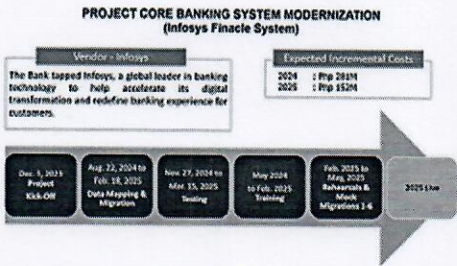 PROJECT CORE BANKING SYSTEM MODERNIZATION
(Infosys Finacle System)
Vendor - Infosys
The Bank tapped Infosys, a global leader in banking
technology to help accelerate its digital
transformation and redefine banking experience for
customers.
Expected Incremental Costs
2024 : Php 281M
2025 : Php 152M
Dec. 5, 2023
Project
Kick-Off
Aug. 22, 2024 to
Feb. 18, 2025
Data Mapping &
Migration
Nov. 27, 2024 to
Mar. 15, 2025
Testing
May 2024
to Feb. 2025
Training
Feb. 2025 to
May, 2025
Rehearsals &
Mock
Migrations 1-6
2025 Live